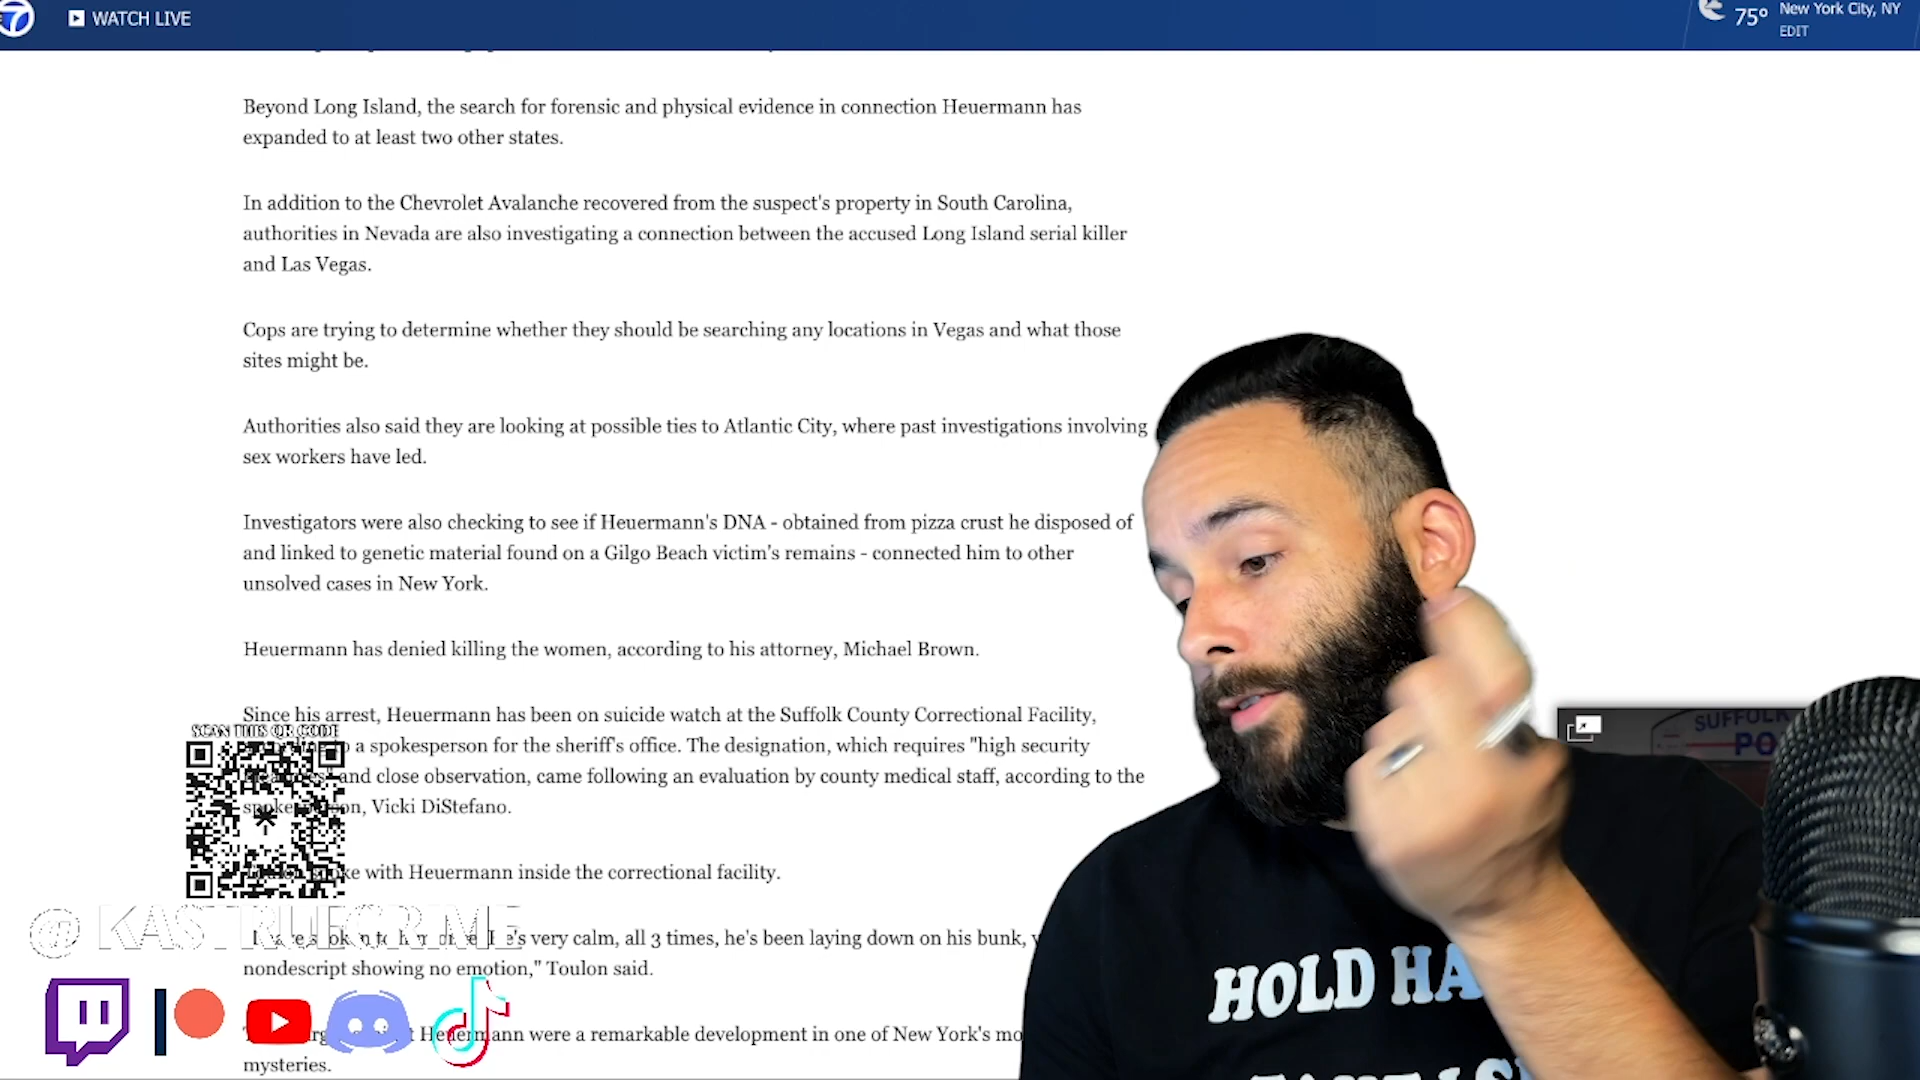 7 WATCH LIVE
75° New York City, NY
EDIT
Beyond Long Island, the search for forensic and physical evidence in connection Heuermann has
expanded to at least two other states.
In addition to the Chevrolet Avalanche recovered from the suspect's property in South Carolina,
authorities in Nevada are also investigating a connection between the accused Long Island serial killer
and Las Vegas.
Cops are trying to determine whether they should be searching any locations in Vegas and what those
sites might be.
Authorities also said they are looking at possible ties to Atlantic City, where past investigations involving
sex workers have led.
Investigators were also checking to see if Heuermann's DNA - obtained from pizza crust he disposed of
and linked to genetic material found on a Gilgo Beach victim's remains - connected him to other
unsolved cases in New York.
Heuermann has denied killing the women, according to his attorney, Michael Brown.
Since his arrest, Heuermann has been on suicide watch at the Suffolk County Correctional Facility,
SCAN THIS QR CODE
a spokesperson for the sheriff's office. The designation, which requires "high security
and close observation, came following an evaluation by county medical staff, according to the
Vicki DiStefano.
with Heuermann inside the correctional facility.
@KASTRUECRIME
very calm, all 3 times, he's been laying down on his bunk,
nondescript showing no emotion," Toulon said.
Heuermann were a remarkable development in one of New York's
mysteries.
SUFFOLK
PO
HOLD